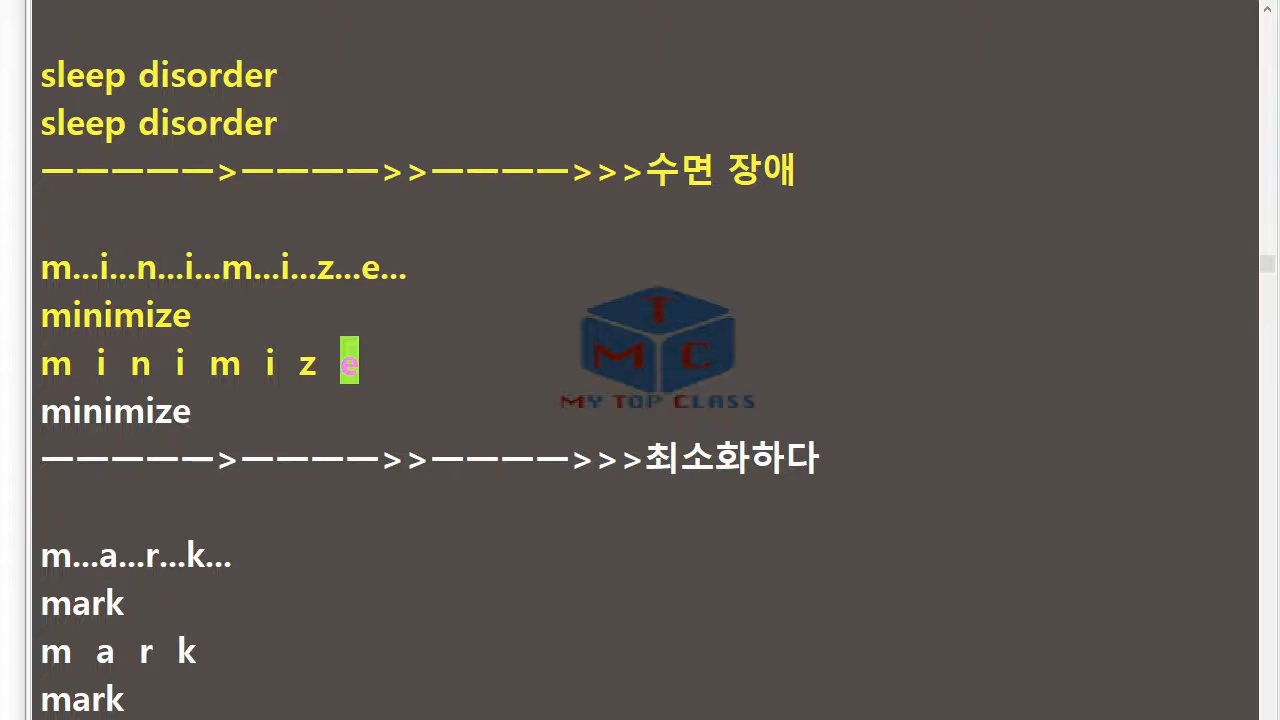 sleep disorder
sleep disorder
ㅡㅡㅡㅡㅡ>ㅡㅡㅡㅡ>>ㅡㅡㅡㅡ>>>수면 장애
m...i...n...i...m...i...z...e...
minimize
m i n i m i z e
minimize
ㅡㅡㅡㅡㅡ>ㅡㅡㅡㅡ>>ㅡㅡㅡㅡ>>>최소화하다
m...a...r...k...
mark
m a r k
mark
T
M C
MY TOP CLASS